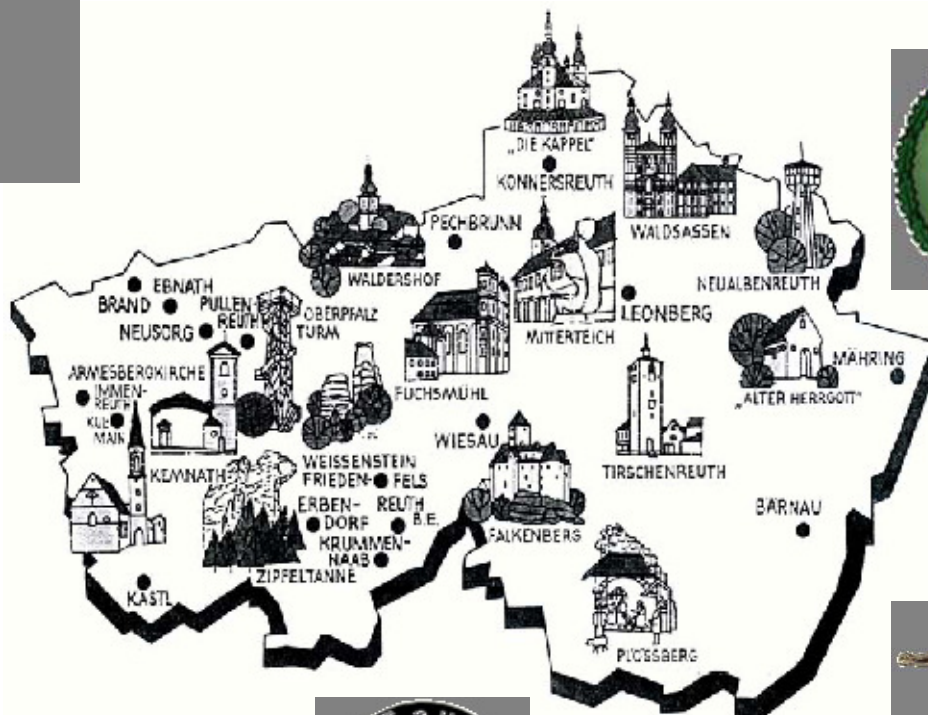 „DIE KAPPEL"
KONNERSREUTH
WALDSASSEN
PECHBRUNN
WALDERSHOF
NEUALBENREUTH
EBNATH
BRAND
PULLEN
REUTH
NEUSORG
OBERPFALZ
TURM
MITTERTEICH
LEONBERG
FUCHSMÜHL
MÄHRING
„ALTER HERRGOTT"
ARMESBERGKIRCHE
IMMEN-
REUTH
KUL
MAIN
KEMNATH
WEISSENSTEIN
FRIEDEN-FELS
WIESAU
TIRSCHENREUTH
ERBEN-
DORF
REUTH
B.E.
KRUMMEN-
NAAB
FALKENBERG
BÄRNAU
ZIPFELTANNE
KASTL
PLÖSSBERG